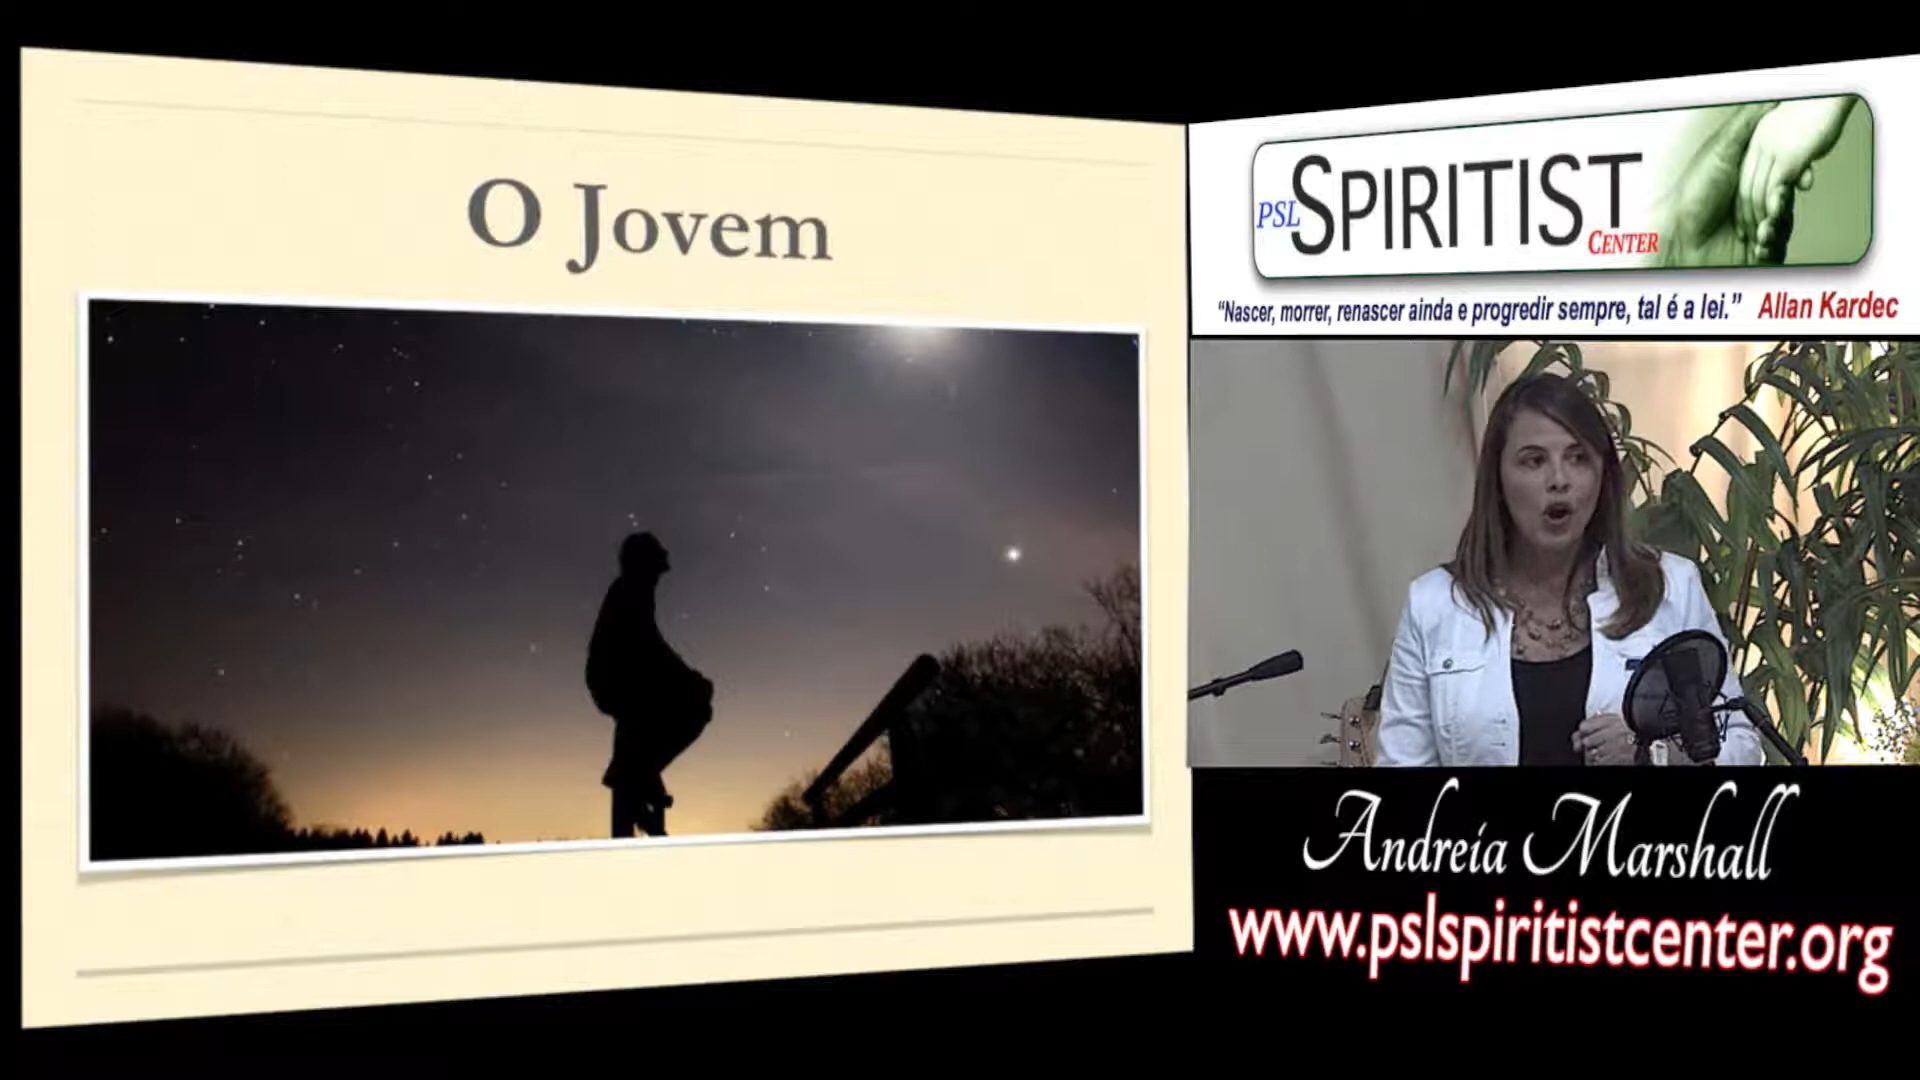 O Jovem
PSL SPIRITIST
CENTER
“Nascer, morrer, renascer ainda e progredir sempre, tal é a lei.” Allan Kardec
Andreia Marshall
www.pslspiritistcenter.org